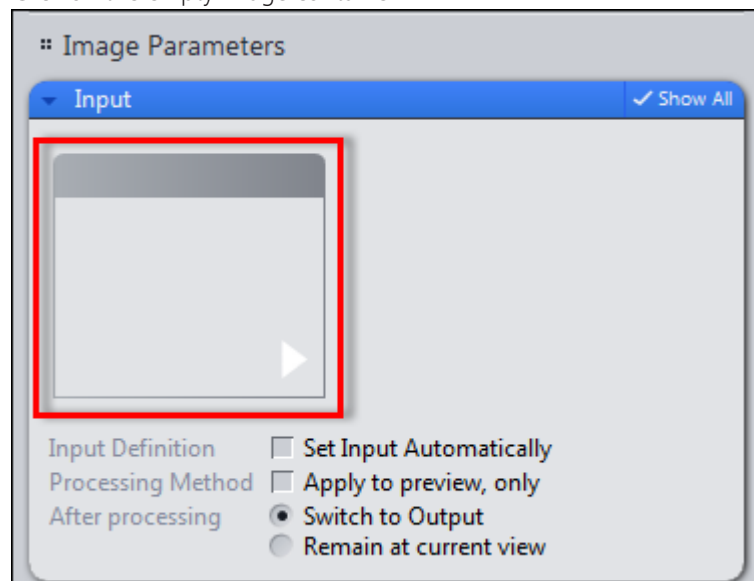 Image Parameters
Input
Show All
Input Definition Set Input Automatically
Processing Method Apply to preview, only
After processing Switch to Output
Remain at current view